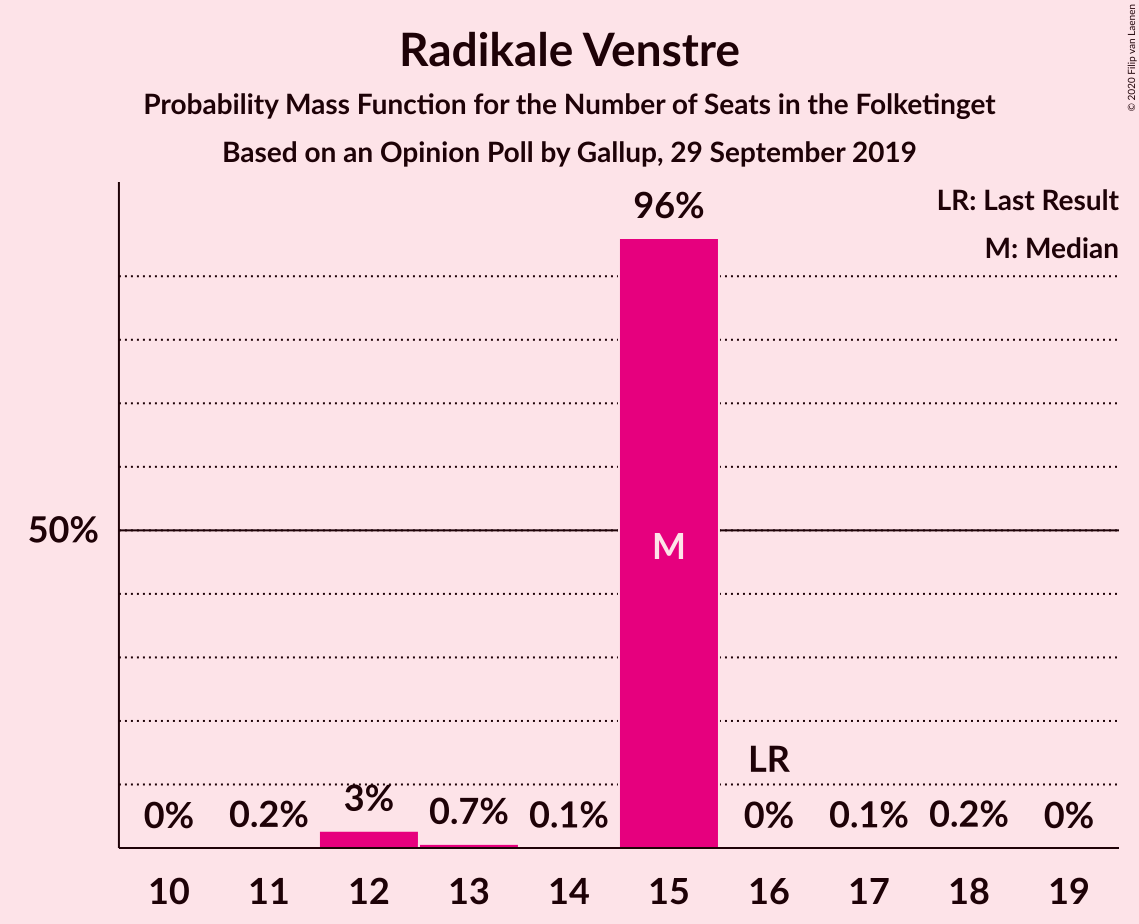 Radikale Venstre
Probability Mass Function for the Number of Seats in the Folketinget
Based on an Opinion Poll by Gallup, 29 September 2019
© 2020 Filip van Laenen
LR: Last Result
M: Median
96%
50%
M
LR
0%
0.2%
3%
0.7%
0.1%
0%
0.1%
0.2%
0%
10
11
12
13
14
15
16
17
18
19